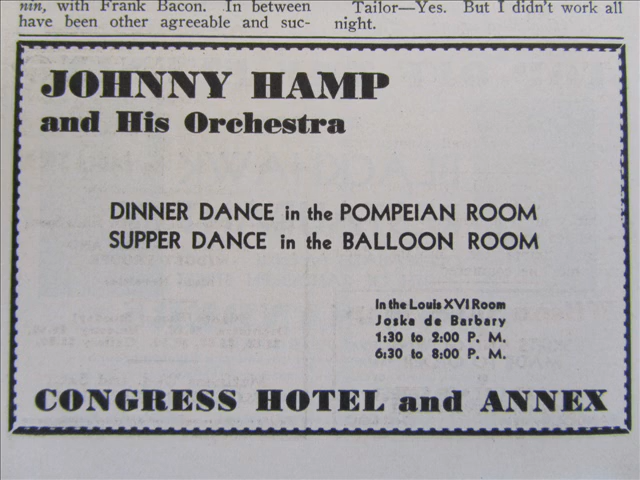 nin, with Frank Bacon. In between
have been other agreeable and suc-
Tailor—Yes. But I didn't work all
night.
JOHNNY HAMP
and His Orchestra
DINNER DANCE in the POMPEIAN ROOM
SUPPER DANCE in the BALLOON ROOM
In the Louis XVI Room
Joska de Barbary
1:30 to 2:00 P. M.
6:30 to 8:00 P. M.
CONGRESS HOTEL and ANNEX